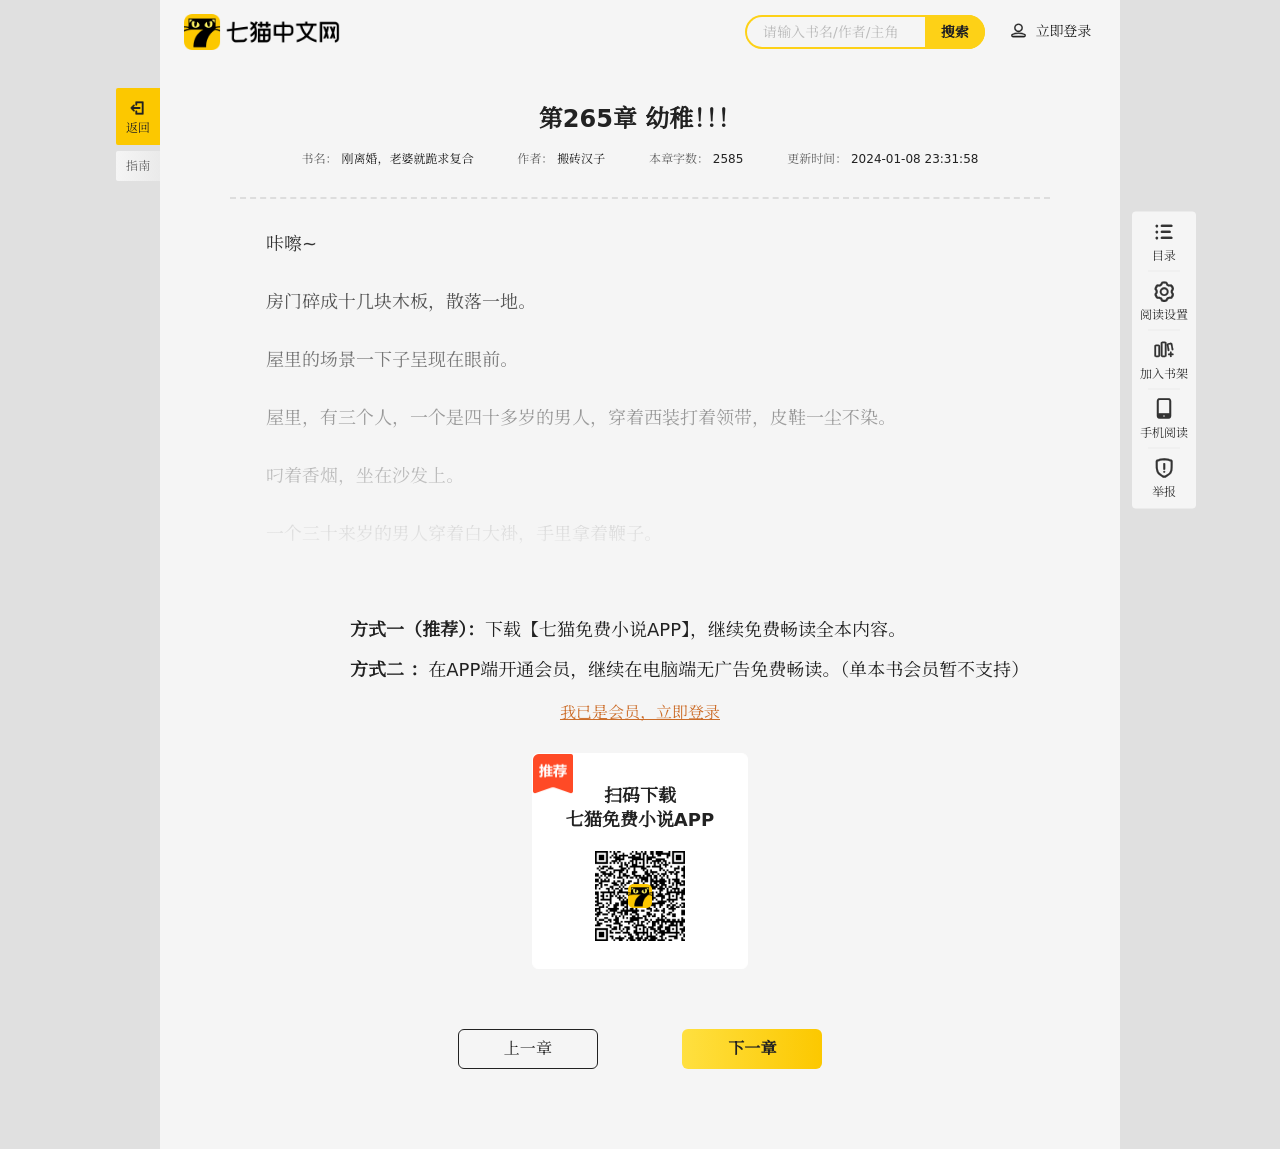 七猫中文网
请输入书名/作者/主角
搜索
立即登录
返回
指南
第265章 幼稚！！！
书名： 刚离婚，老婆就跪求复合 作者： 搬砖汉子 本章字数： 2585 更新时间： 2024-01-08 23:31:58
咔嚓~
房门碎成十几块木板，散落一地。
屋里的场景一下子呈现在眼前。
屋里，有三个人，一个是四十多岁的男人，穿着西装打着领带，皮鞋一尘不染。
叼着香烟，坐在沙发上。
一个三十来岁的男人穿着白大褂，手里拿着鞭子。
目录
阅读设置
加入书架
手机阅读
举报
方式一（推荐）：下载【七猫免费小说APP】，继续免费畅读全本内容。
方式二 ：在APP端开通会员，继续在电脑端无广告免费畅读。（单本书会员暂不支持）
我已是会员，立即登录
推荐
扫码下载
七猫免费小说APP
上一章
下一章